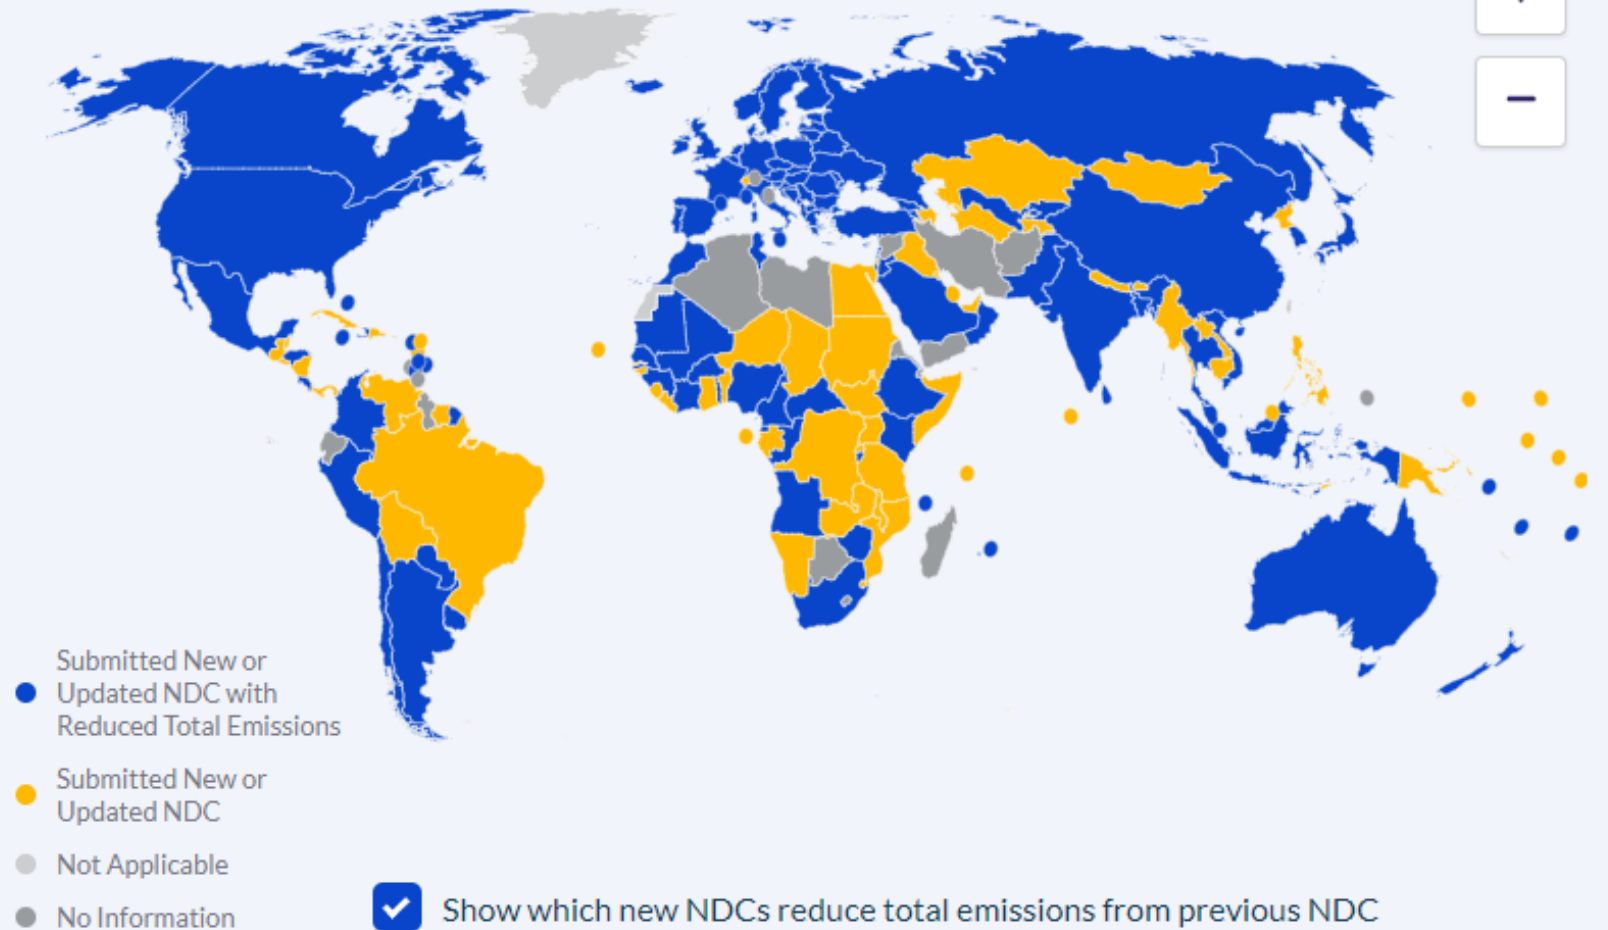 Submitted New or
Updated NDC with
Reduced Total Emissions
Submitted New or
Updated NDC
Not Applicable
No Information
Show which new NDCs reduce total emissions from previous NDC